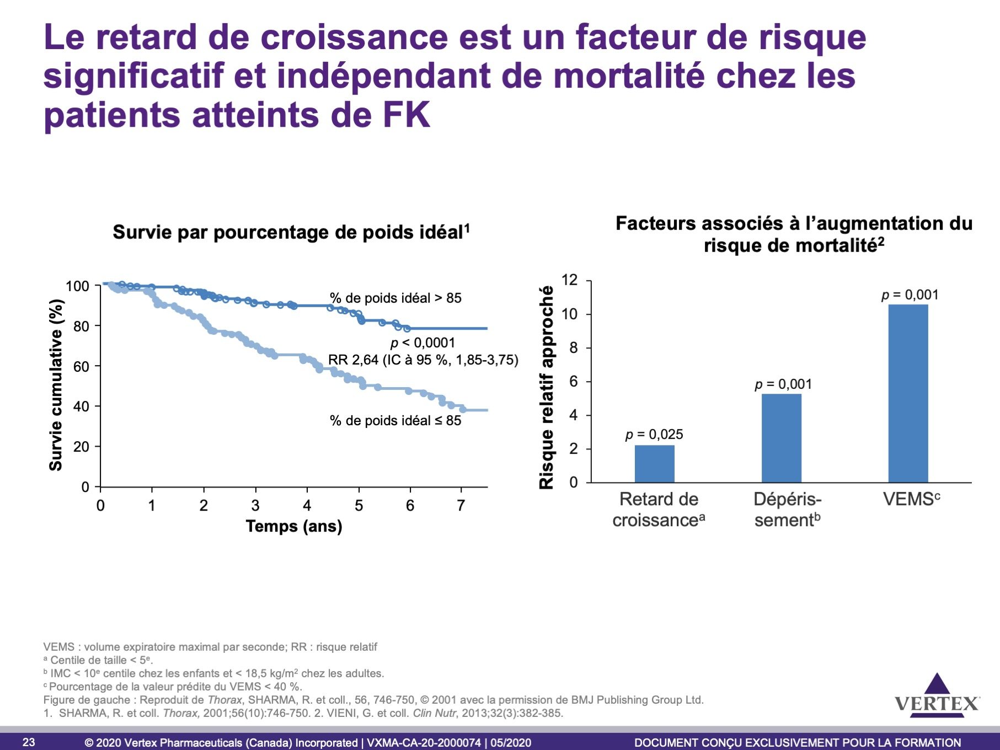 Le retard de croissance est un facteur de risque
significatif et indépendant de mortalité chez les
patients atteints de FK
Survie par pourcentage de poids idéal¹
Survie cumulative (%)
100
80
60
40
20
0
0 1 2 3 4 5 6 7
Temps (ans)
% de poids idéal > 85
p < 0,0001
RR 2,64 (IC à 95 %, 1,85-3,75)
% de poids idéal ≤ 85
Facteurs associés à l’augmentation du
risque de mortalité²
Risque relatif approché
12
10
8
6
4
2
0
p = 0,025
p = 0,001
p = 0,001
Retard de
croissanceᵃ
Dépéris-
sementᵇ
VEMSᶜ
VEMS : volume expiratoire maximal par seconde; RR : risque relatif
ᵃ Centile de taille < 5ᵉ.
ᵇ IMC < 10ᵉ centile chez les enfants et < 18,5 kg/m² chez les adultes.
ᶜ Pourcentage de la valeur prédite du VEMS < 40 %.
Figure de gauche : Reproduit de Thorax, SHARMA, R. et coll., 56, 746-750, © 2001 avec la permission de BMJ Publishing Group Ltd.
1. SHARMA, R. et coll. Thorax, 2001;56(10):746-750. 2. VIENI, G. et coll. Clin Nutr, 2013;32(3):382-385.
VERTEX
23
© 2020 Vertex Pharmaceuticals (Canada) Incorporated | VXMA-CA-20-2000074 | 05/2020
DOCUMENT CONÇU EXCLUSIVEMENT POUR LA FORMATION